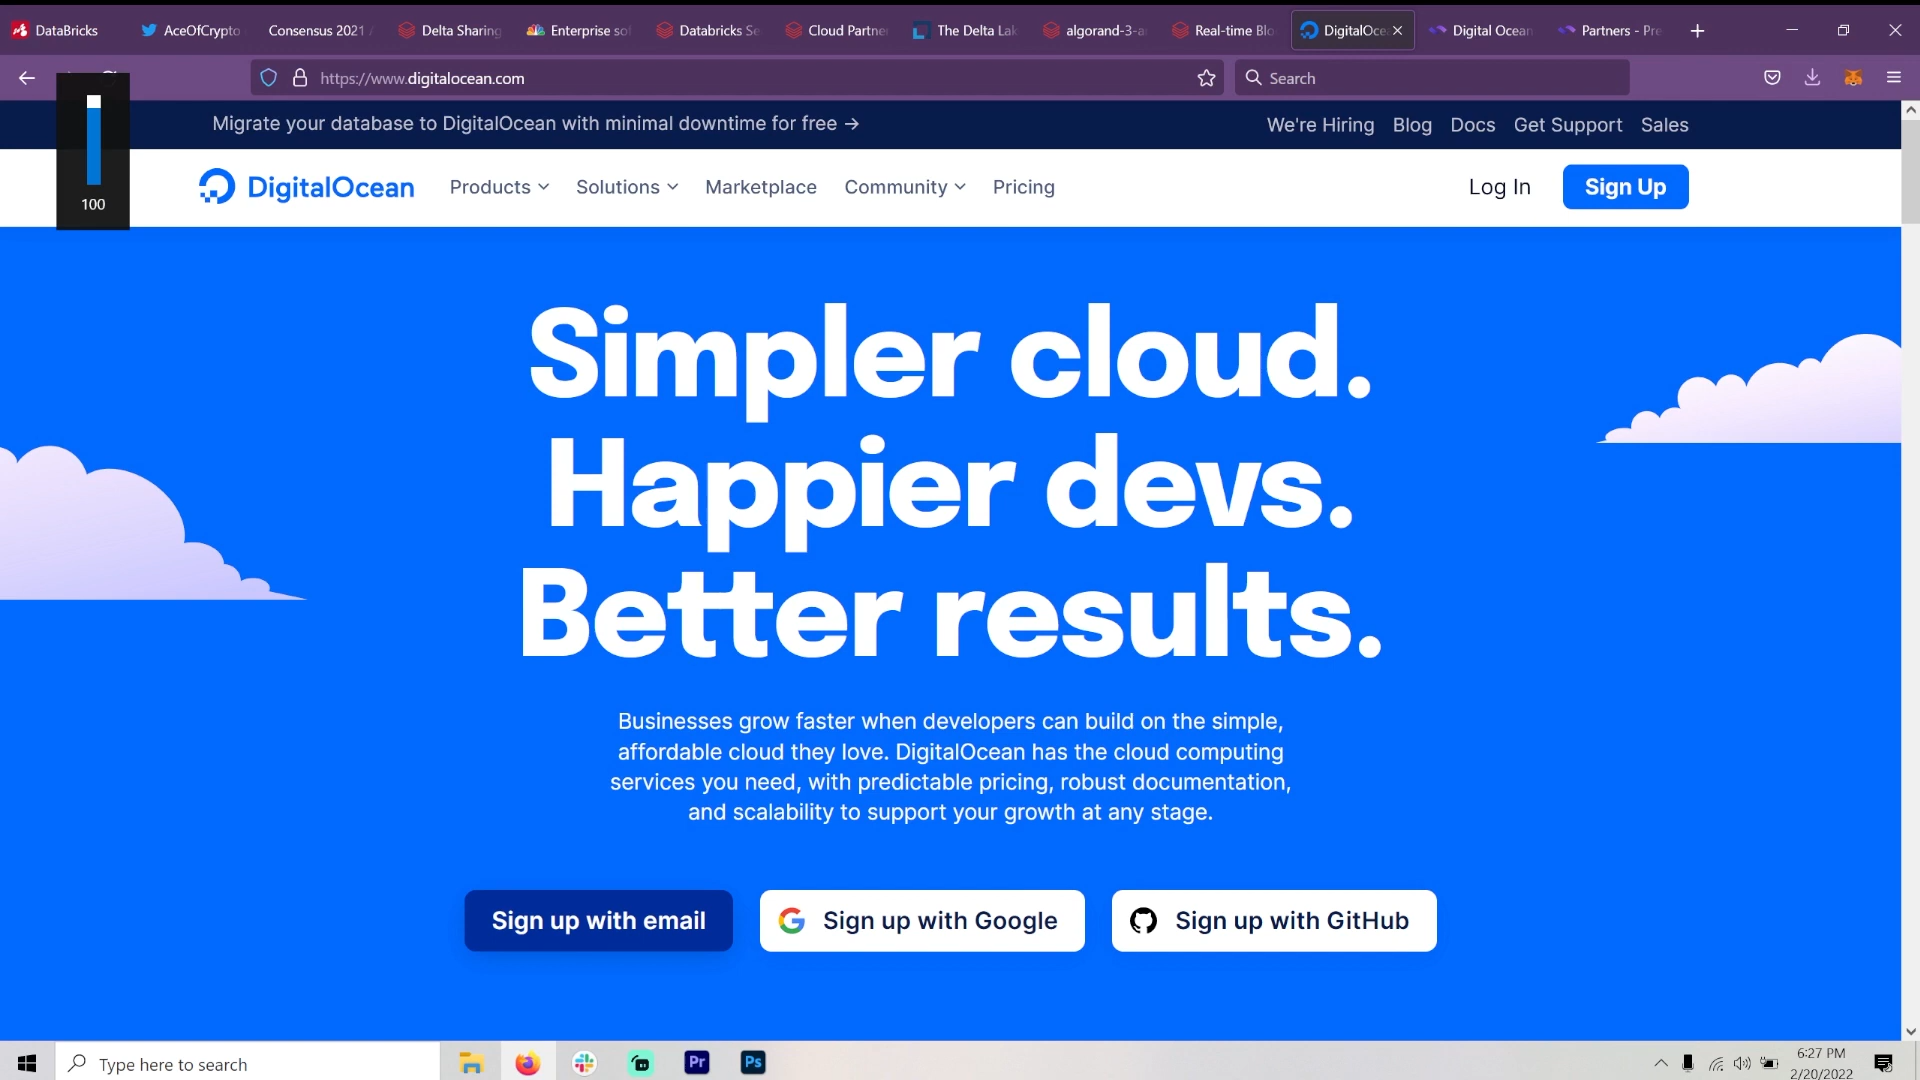 DataBricks
AceOfCrypto
Consensus 2021
Delta Sharing
Enterprise sof
Databricks Se
Cloud Partner
The Delta Lak
algorand-3-a
Real-time Blo
DigitalOcea
Digital Ocean
Partners - Pre
https://www.digitalocean.com
Search
100
Migrate your database to DigitalOcean with minimal downtime for free →
We're Hiring Blog Docs Get Support Sales
DigitalOcean
Products Solutions Marketplace Community Pricing
Log In
Sign Up
Simpler cloud.
Happier devs.
Better results.
Businesses grow faster when developers can build on the simple,
affordable cloud they love. DigitalOcean has the cloud computing
services you need, with predictable pricing, robust documentation,
and scalability to support your growth at any stage.
Sign up with email
Sign up with Google
Sign up with GitHub
Type here to search
Pr
Ps
6:27 PM
2/20/2022